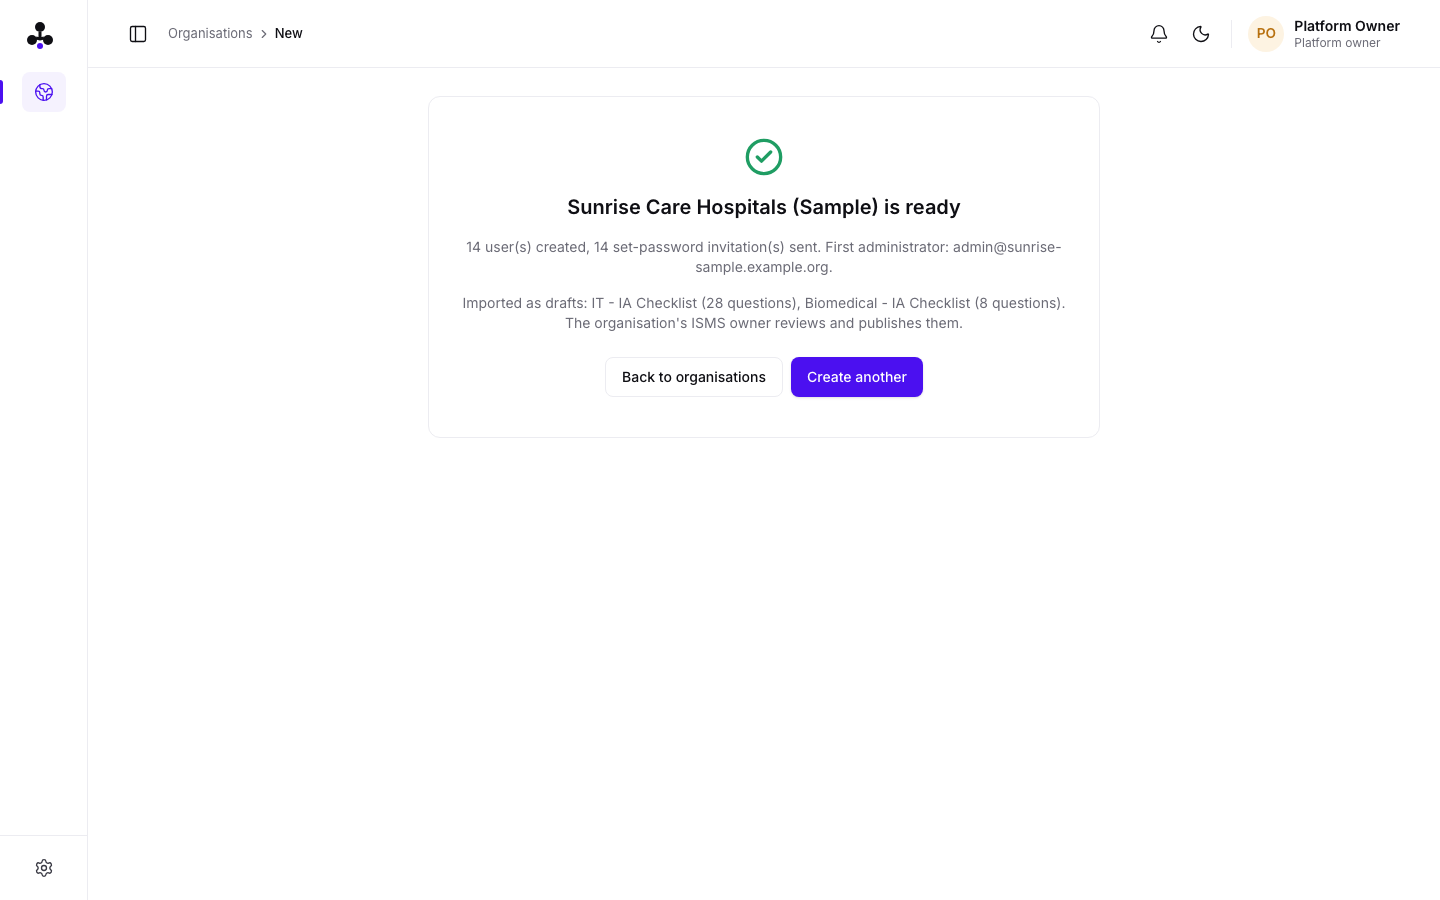 Organisations > New
PO
Platform Owner
Platform owner
Sunrise Care Hospitals (Sample) is ready
14 user(s) created, 14 set-password invitation(s) sent. First administrator: admin@sunrise-
sample.example.org.
Imported as drafts: IT - IA Checklist (28 questions), Biomedical - IA Checklist (8 questions).
The organisation's ISMS owner reviews and publishes them.
Back to organisations
Create another